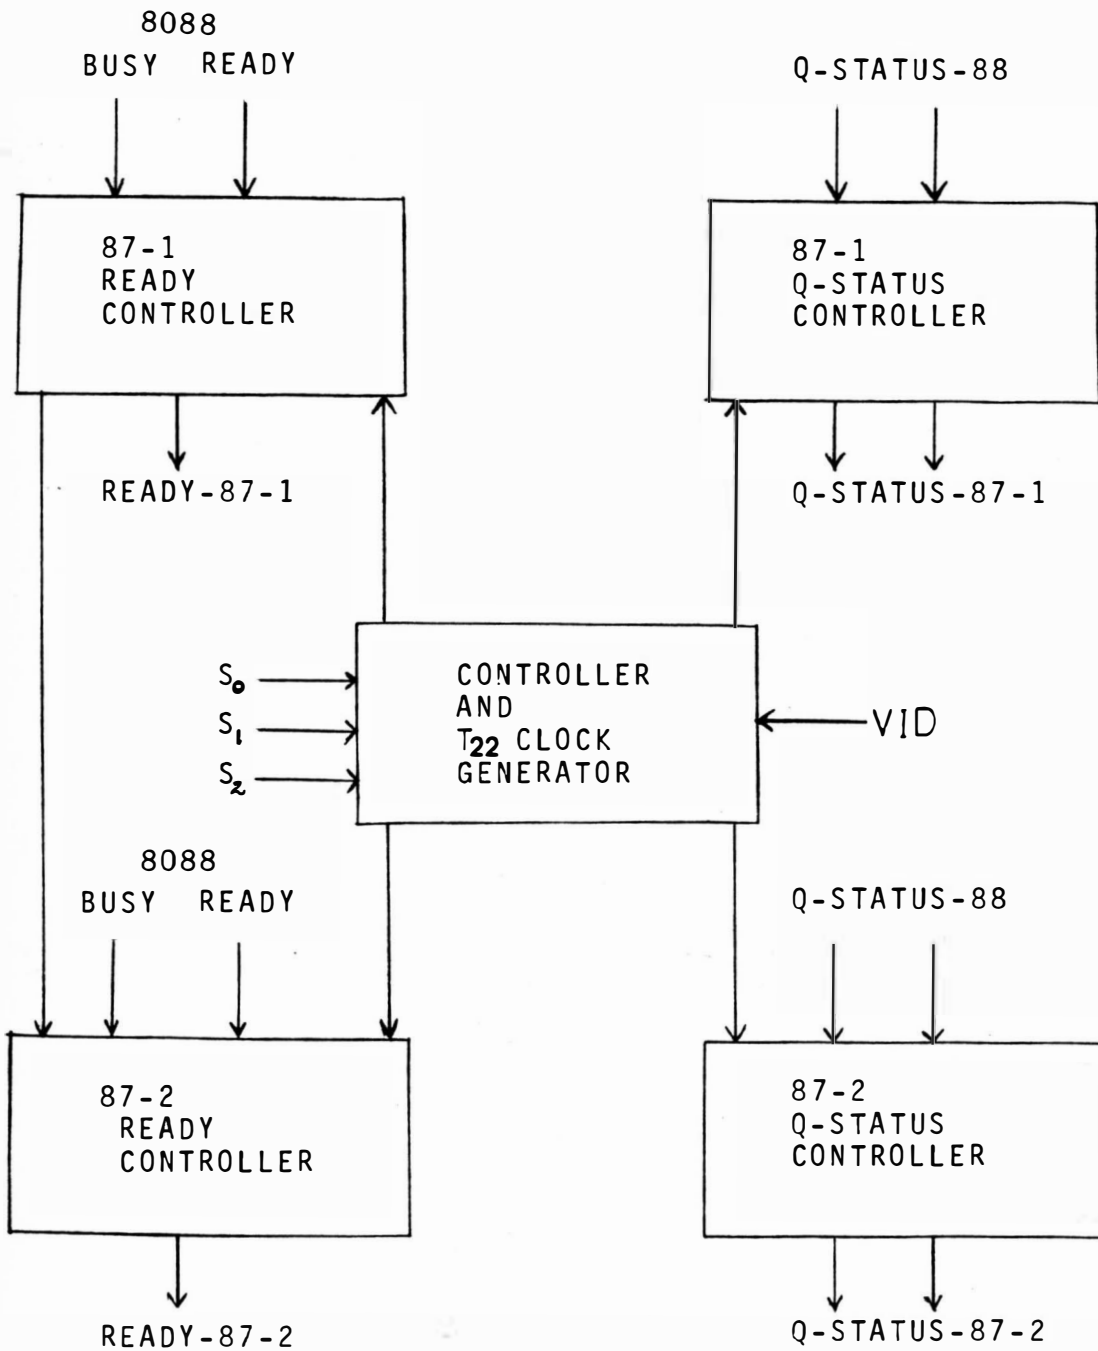 8088
BUSY READY
Q-STATUS-88
87-1
READY
CONTROLLER
87-1
Q-STATUS
CONTROLLER
READY-87-1
Q-STATUS-87-1
S₀
S₁
S₂
CONTROLLER
AND
T₂₂ CLOCK
GENERATOR
VID
8088
BUSY READY
Q-STATUS-88
87-2
READY
CONTROLLER
87-2
Q-STATUS
CONTROLLER
READY-87-2
Q-STATUS-87-2